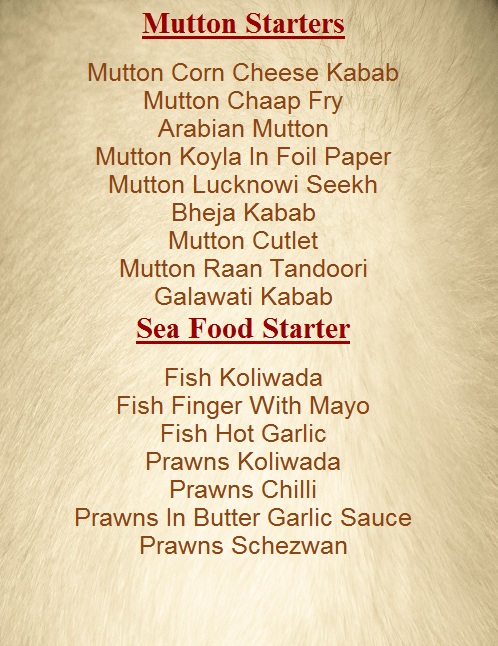 Mutton Starters
Mutton Corn Cheese Kabab
Mutton Chaap Fry
Arabian Mutton
Mutton Koyla In Foil Paper
Mutton Lucknowi Seekh
Bheja Kabab
Mutton Cutlet
Mutton Raan Tandoori
Galawati Kabab
Sea Food Starter
Fish Koliwada
Fish Finger With Mayo
Fish Hot Garlic
Prawns Koliwada
Prawns Chilli
Prawns In Butter Garlic Sauce
Prawns Schezwan